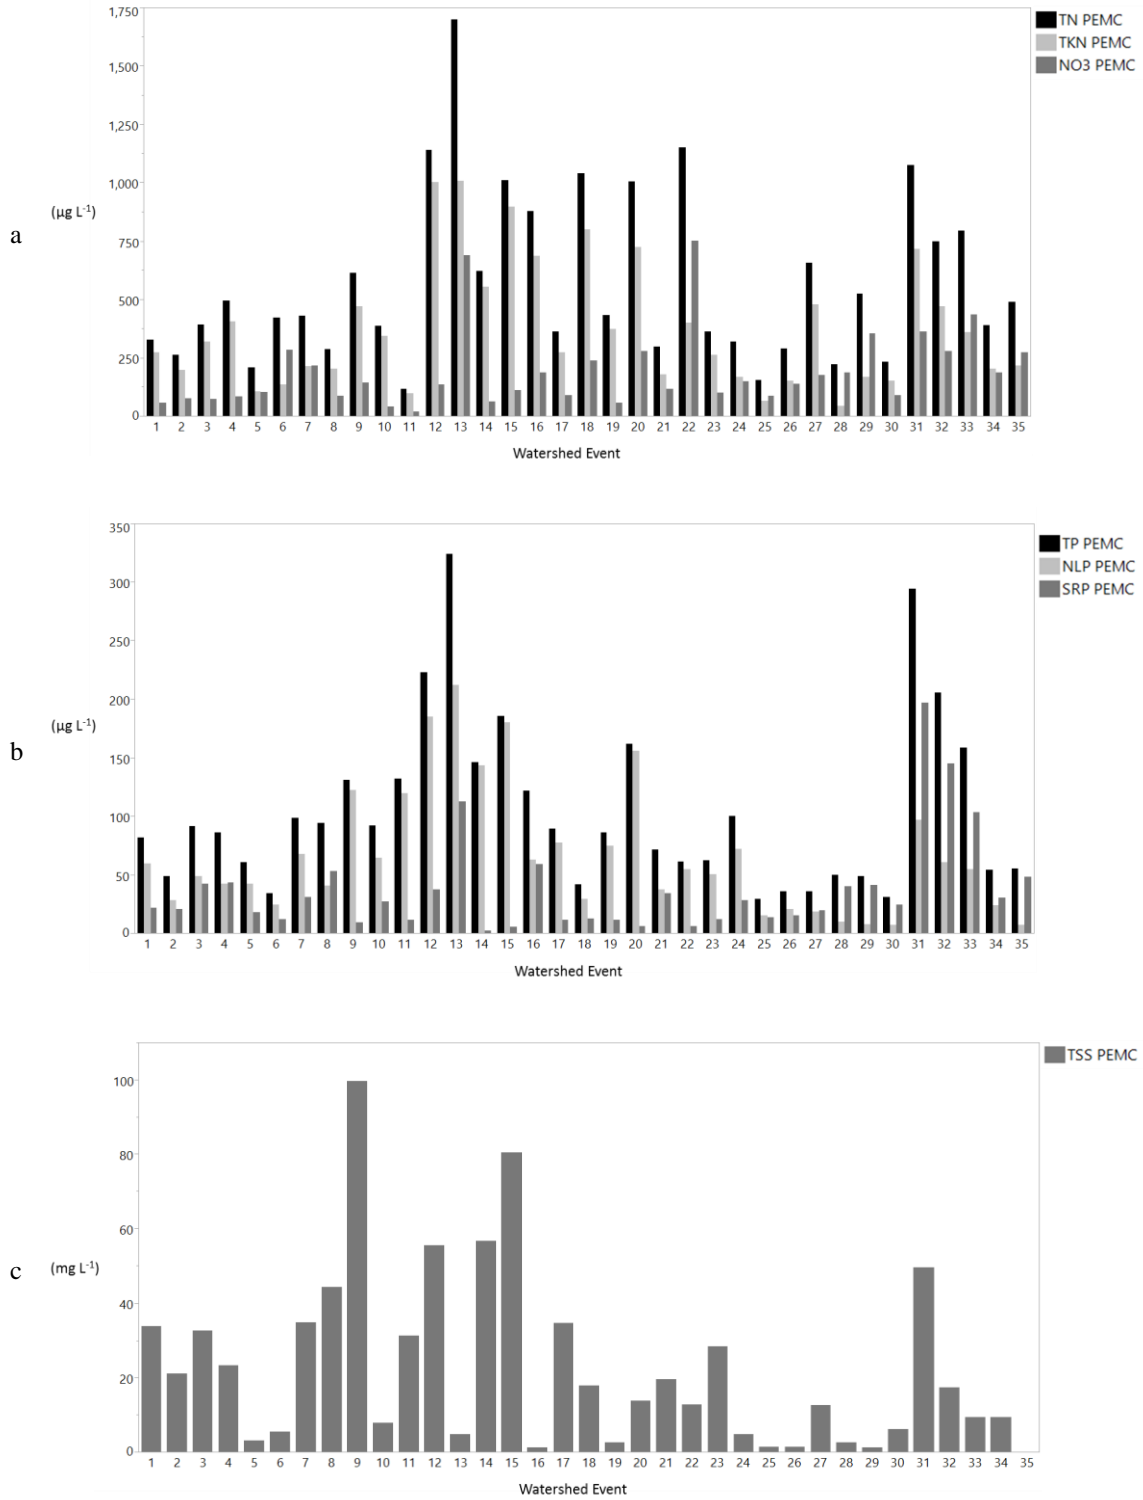 1,750
1,500
1,250
1,000
750
500
250
0
(µg L-1)
a
1 2 3 4 5 6 7 8 9 10 11 12 13 14 15 16 17 18 19 20 21 22 23 24 25 26 27 28 29 30 31 32 33 34 35
Watershed Event
TN PEMC
TKN PEMC
NO3 PEMC
350
300
250
200
150
100
50
0
(µg L-1)
b
1 2 3 4 5 6 7 8 9 10 11 12 13 14 15 16 17 18 19 20 21 22 23 24 25 26 27 28 29 30 31 32 33 34 35
Watershed Event
TP PEMC
NLP PEMC
SRP PEMC
100
80
60
40
20
0
c
(mg L-1)
1 2 3 4 5 6 7 8 9 10 11 12 13 14 15 16 17 18 19 20 21 22 23 24 25 26 27 28 29 30 31 32 33 34 35
Watershed Event
TSS PEMC